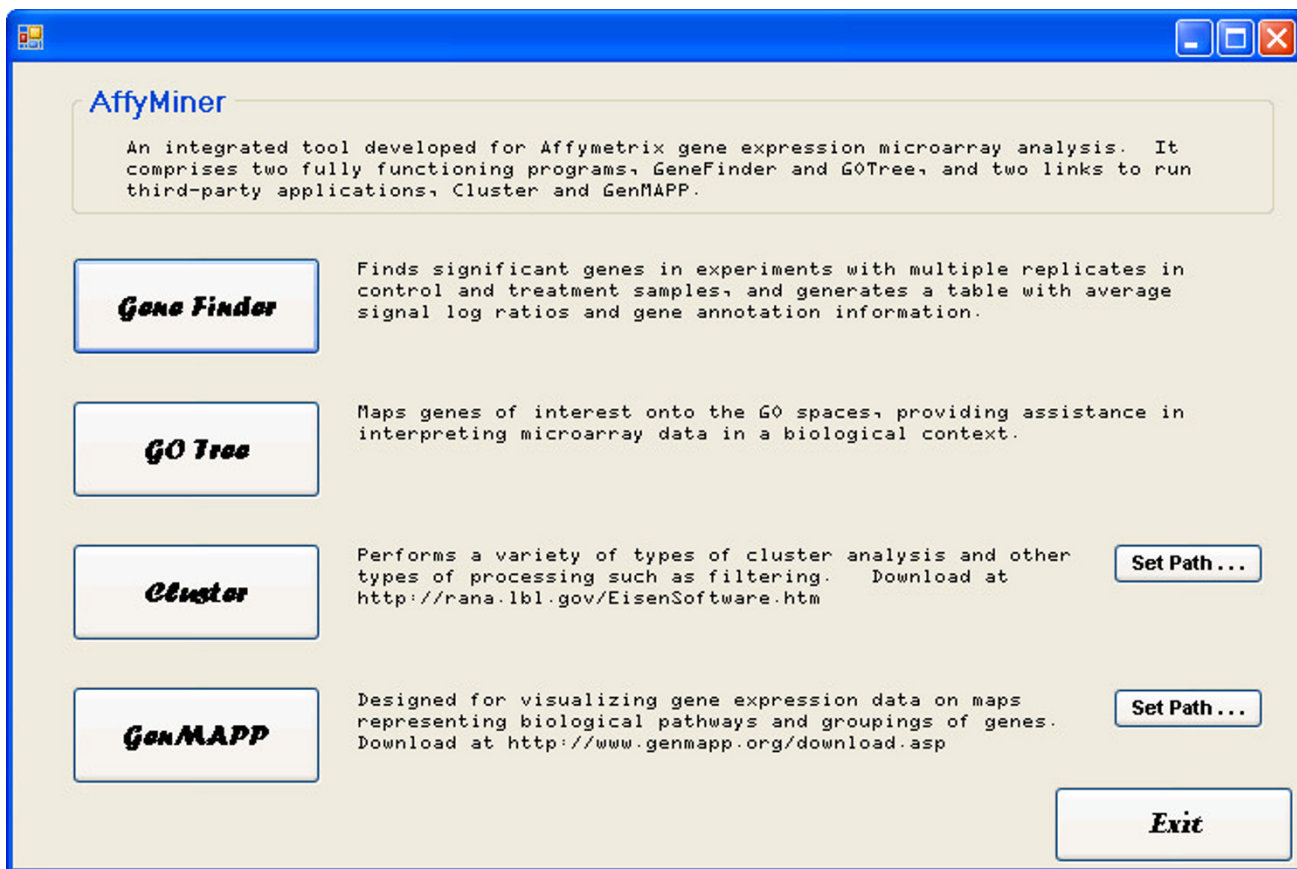 AffyMiner
An integrated tool developed for Affymetrix gene expression microarray analysis. It
comprises two fully functioning programs, GeneFinder and GOTree, and two links to run
third-party applications, Cluster and GenMAPP.
Gene Finder
Finds significant genes in experiments with multiple replicates in
control and treatment samples, and generates a table with average
signal log ratios and gene annotation information.
GO Tree
Maps genes of interest onto the GO spaces, providing assistance in
interpreting microarray data in a biological context.
Cluster
Performs a variety of types of cluster analysis and other
types of processing such as filtering. Download at
http://rana.lbl.gov/EisenSoftware.htm
Set Path . . .
GenMAPP
Designed for visualizing gene expression data on maps
representing biological pathways and groupings of genes.
Download at http://www.genmapp.org/download.asp
Set Path . . .
Exit